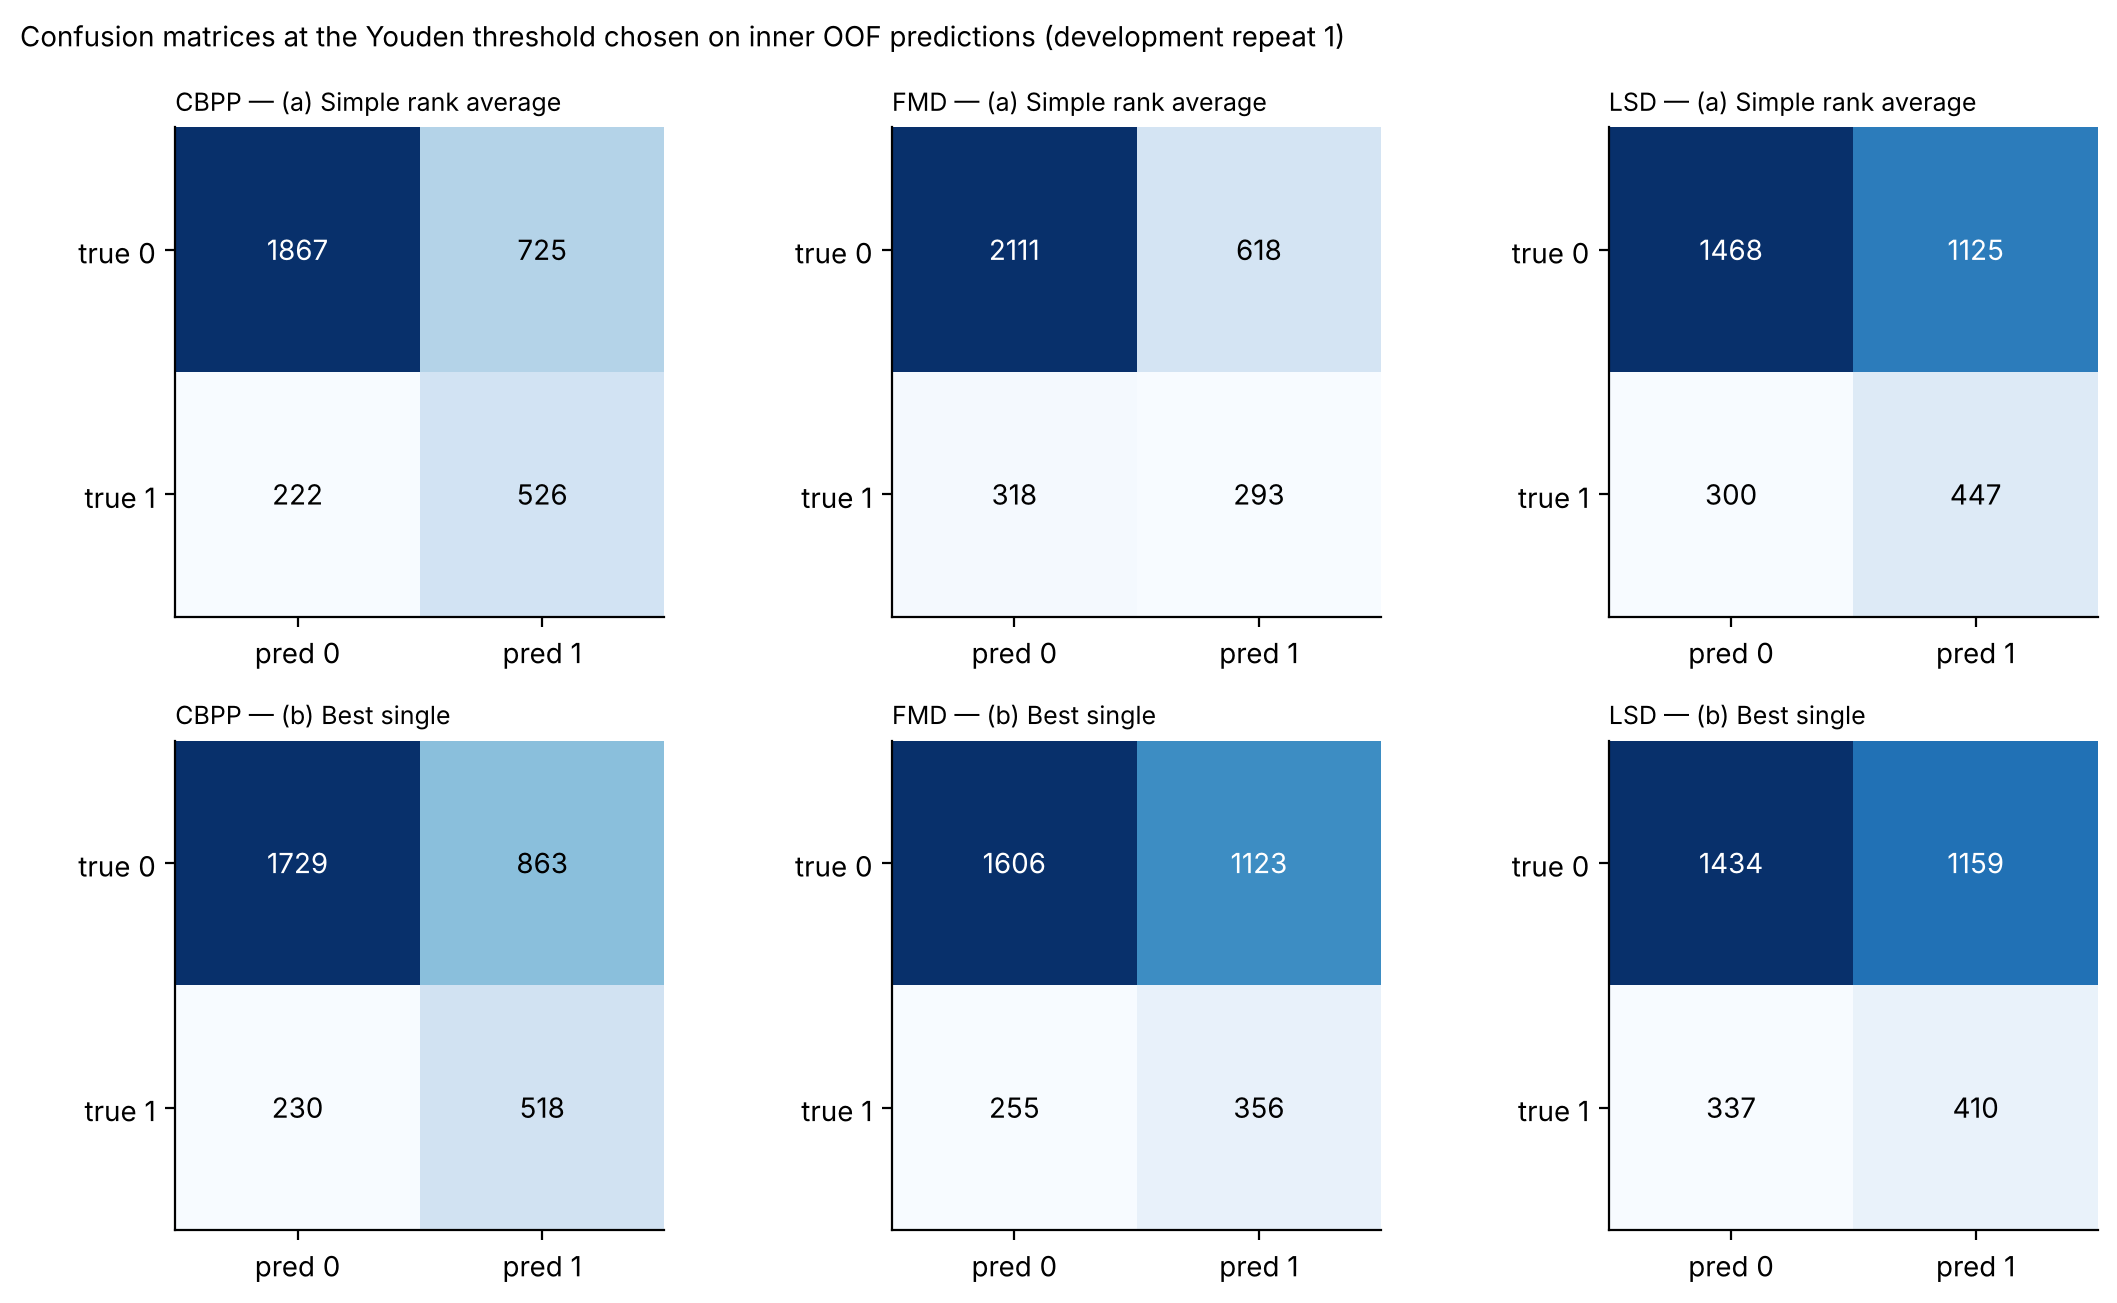 Confusion matrices at the Youden threshold chosen on inner OOF predictions (development repeat 1)
CBPP — (a) Simple rank average
true 0
1867
725
true 1
222
526
pred 0
pred 1
FMD — (a) Simple rank average
true 0
2111
618
true 1
318
293
pred 0
pred 1
LSD — (a) Simple rank average
true 0
1468
1125
true 1
300
447
pred 0
pred 1
CBPP — (b) Best single
true 0
1729
863
true 1
230
518
pred 0
pred 1
FMD — (b) Best single
true 0
1606
1123
true 1
255
356
pred 0
pred 1
LSD — (b) Best single
true 0
1434
1159
true 1
337
410
pred 0
pred 1